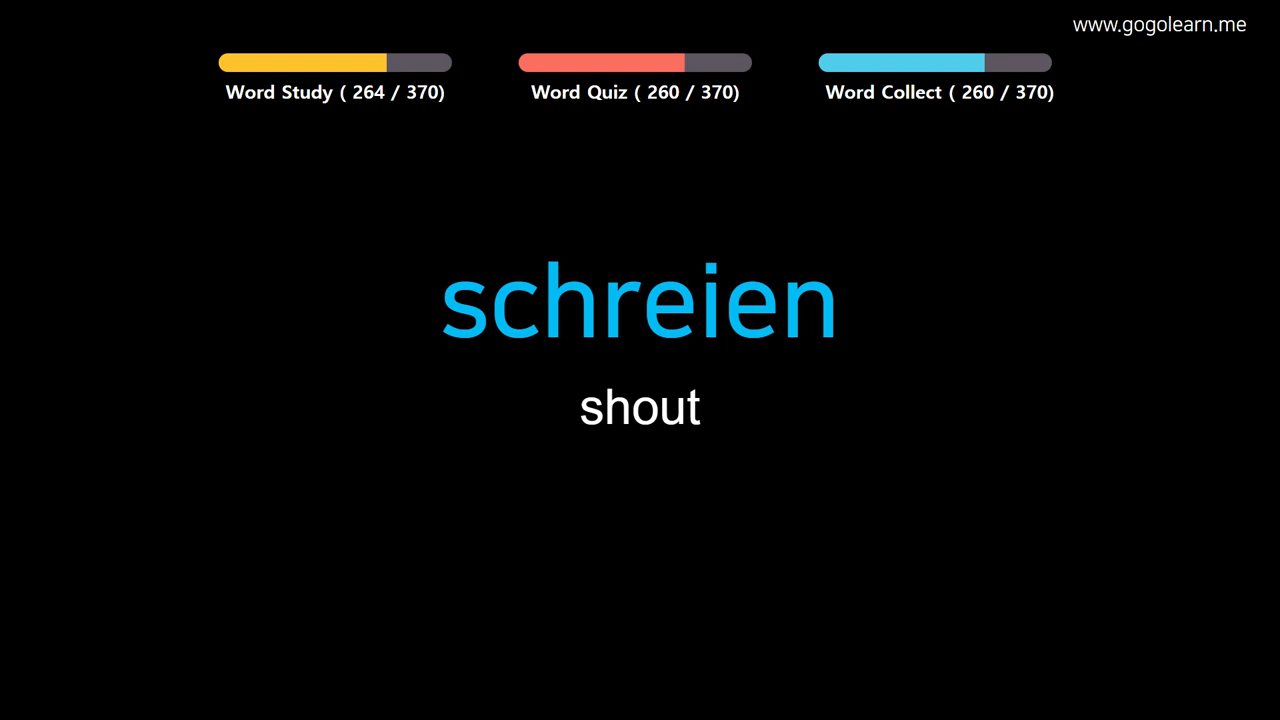 www.gogolearn.me
Word Study ( 264 / 370)
Word Quiz ( 260 / 370)
Word Collect ( 260 / 370)
schreien
shout